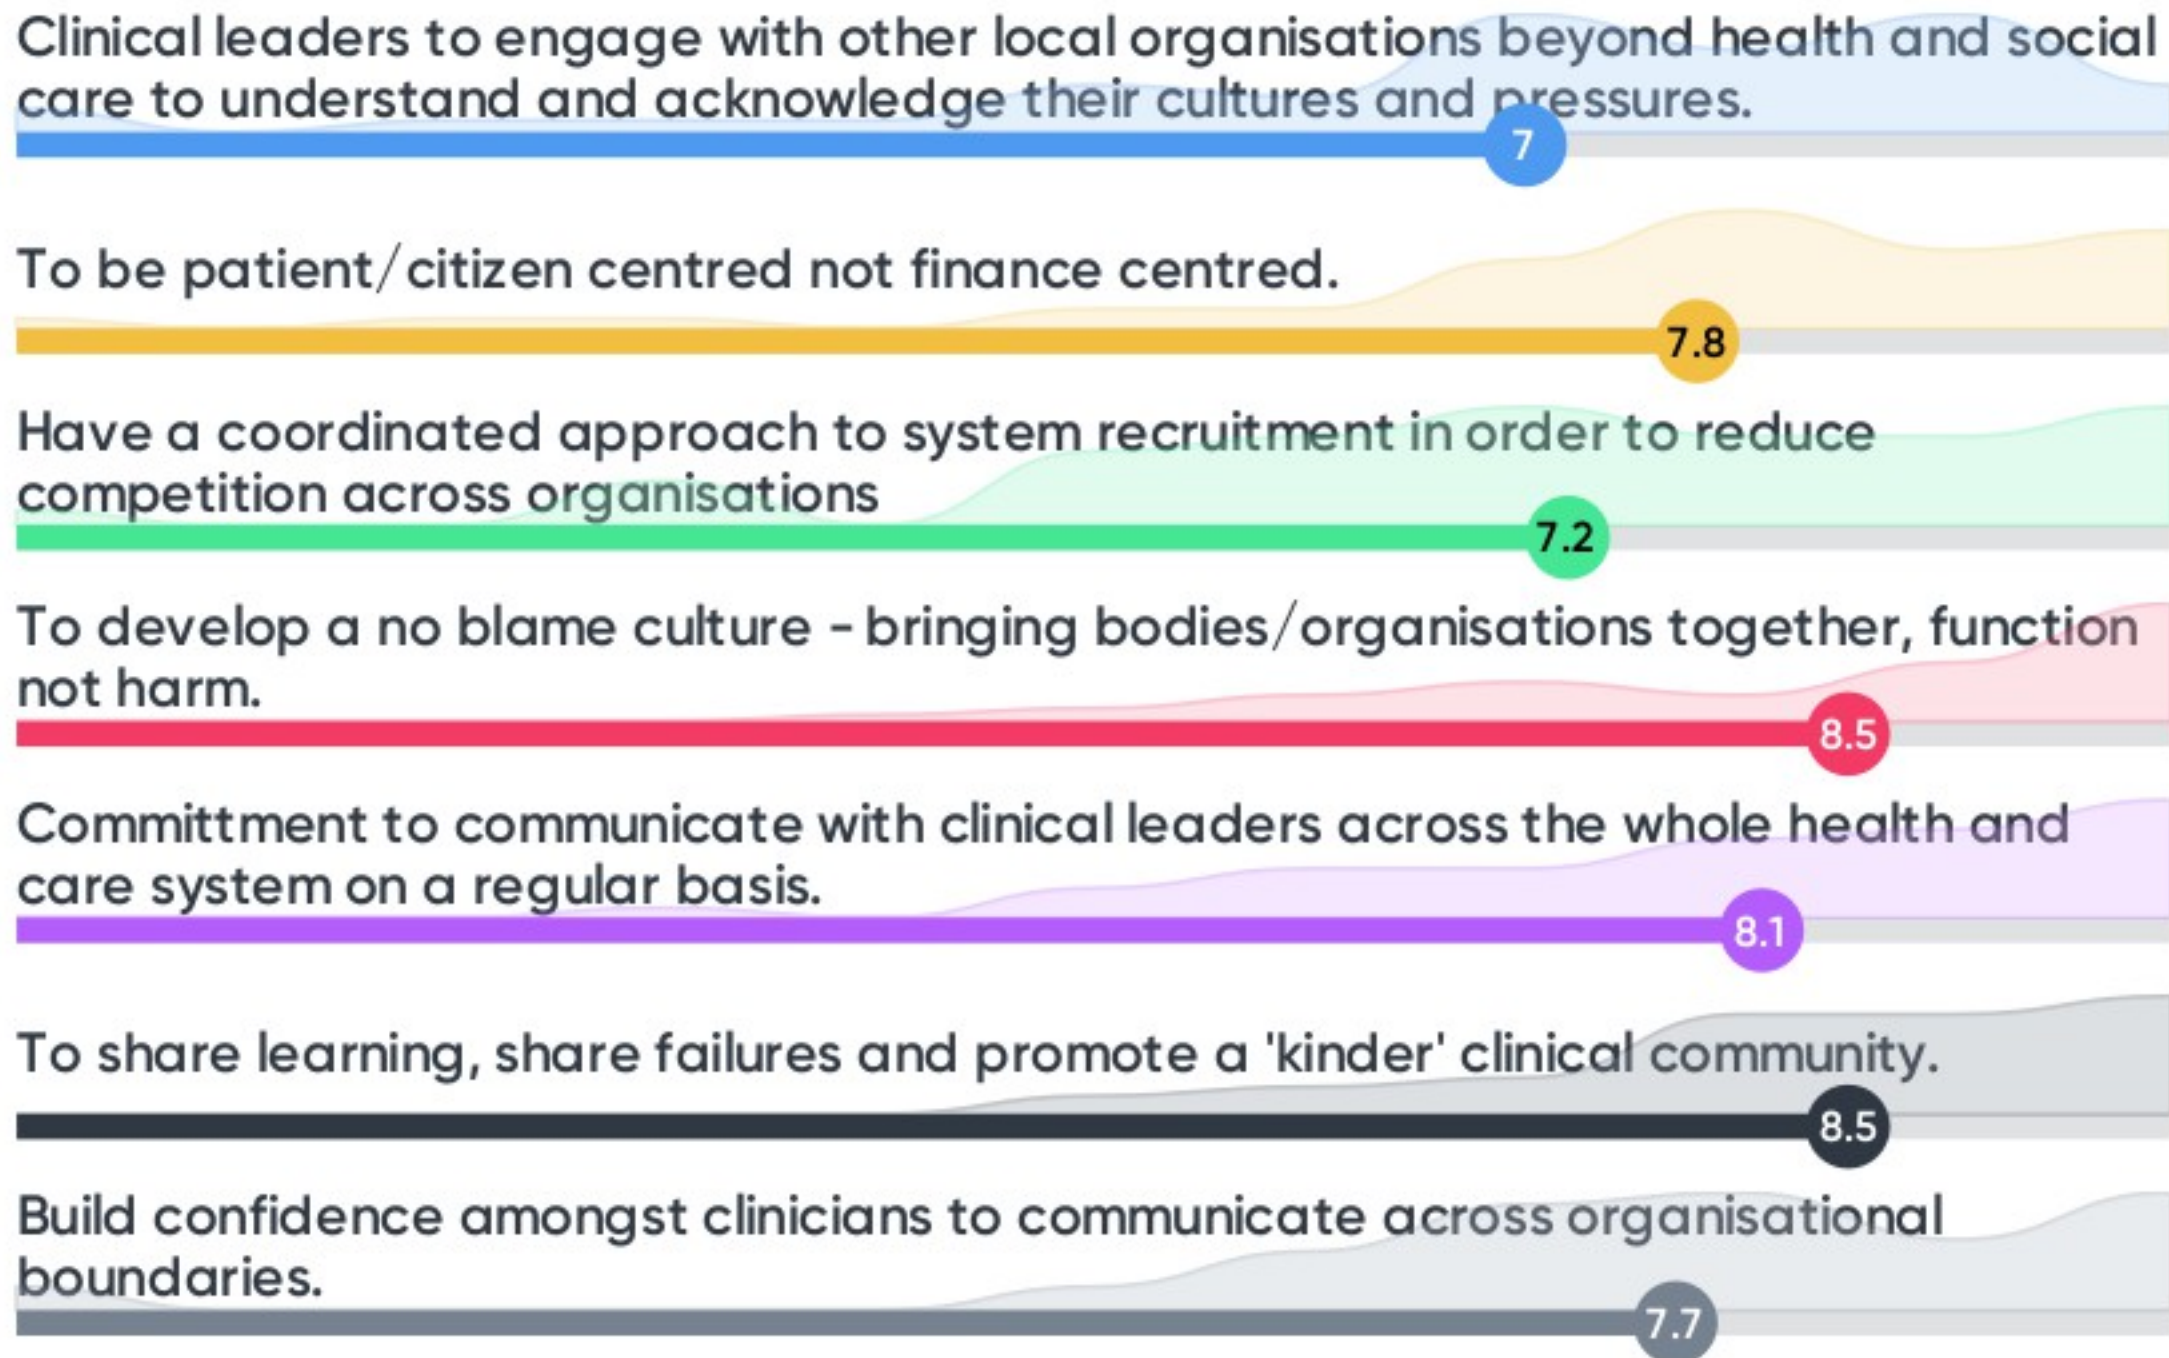 Clinical leaders to engage with other local organisations beyond health and social
care to understand and acknowledge their cultures and pressures.
7
To be patient/citizen centred not finance centred.
7.8
Have a coordinated approach to system recruitment in order to reduce
competition across organisations
7.2
To develop a no blame culture - bringing bodies/organisations together, function
not harm.
8.5
Committment to communicate with clinical leaders across the whole health and
care system on a regular basis.
8.1
To share learning, share failures and promote a 'kinder' clinical community.
8.5
Build confidence amongst clinicians to communicate across organisational
boundaries.
7.7